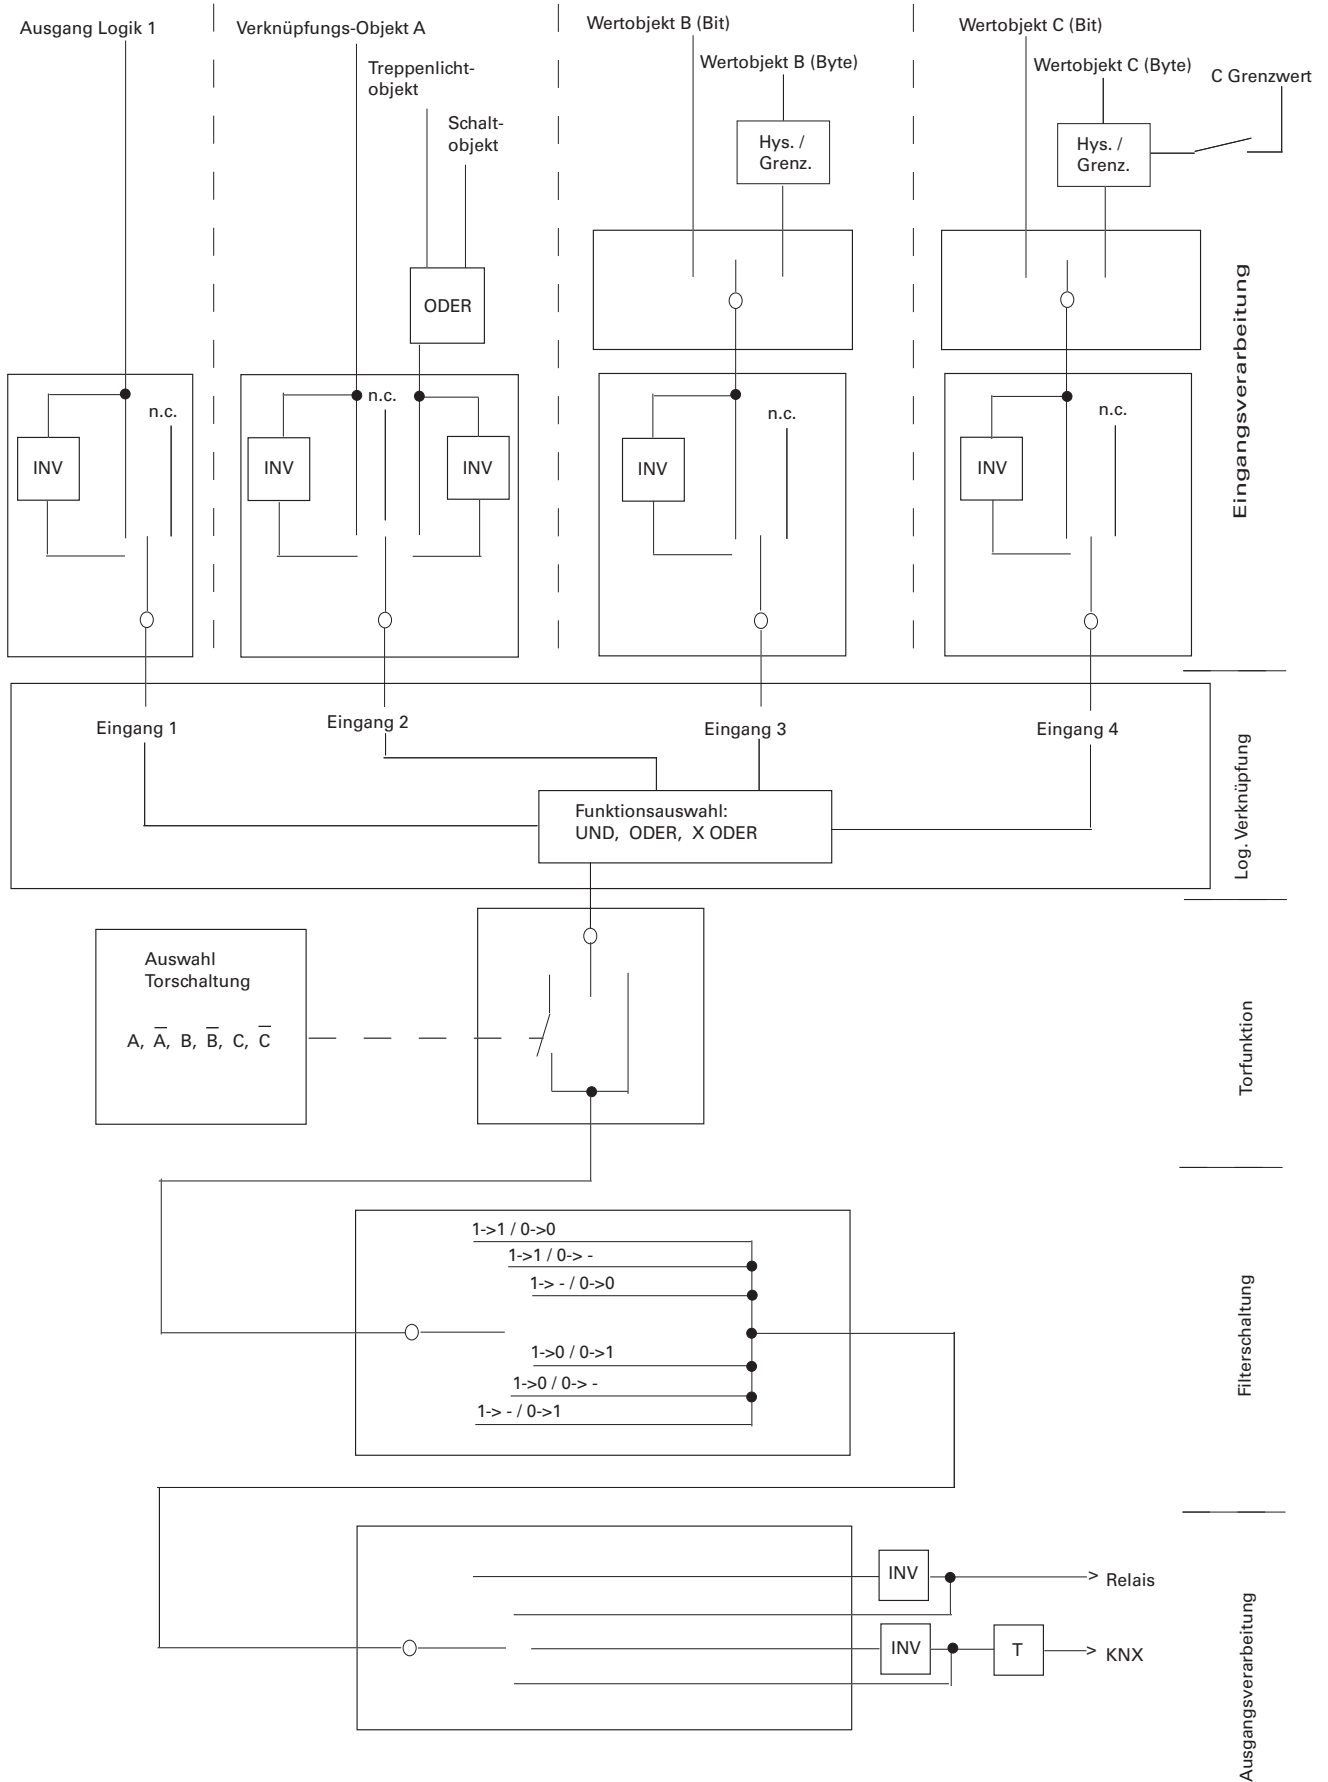 Ausgang Logik 1
Verknüpfungs-Objekt A
Treppenlicht-
objekt
Schalt-
objekt
Wertobjekt B (Bit)
Wertobjekt B (Byte)
Wertobjekt C (Bit)
Wertobjekt C (Byte)
C Grenzwert
Hys. /
Grenz.
Hys. /
Grenz.
ODER
Eingangsverarbeitung
n.c.
INV
n.c.
INV
INV
n.c.
INV
n.c.
INV
Eingang 1
Eingang 2
Eingang 3
Eingang 4
Funktionsauswahl:
UND, ODER, X ODER
Log. Verknüpfung
Auswahl
Torschaltung
A, A̅, B, B̅, C, C̅
Torfunktion
1->1 / 0->0
1->1 / 0-> -
1-> - / 0->0
1->0 / 0->1
1->0 / 0-> -
1-> - / 0->1
Filterschaltung
INV
> Relais
INV
T
> KNX
Ausgangsverarbeitung